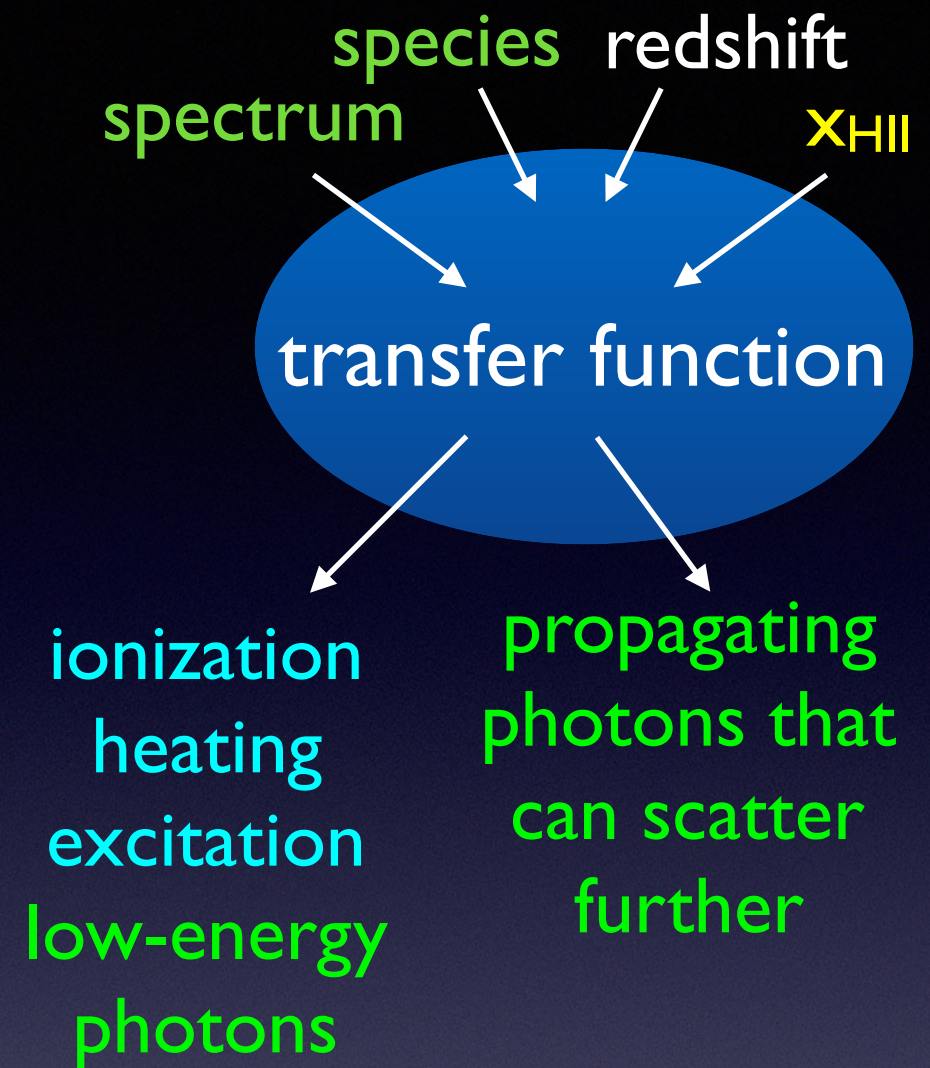 species redshift
spectrum
xHII
transfer function
ionization
heating
excitation
low-energy
photons
propagating
photons that
can scatter
further